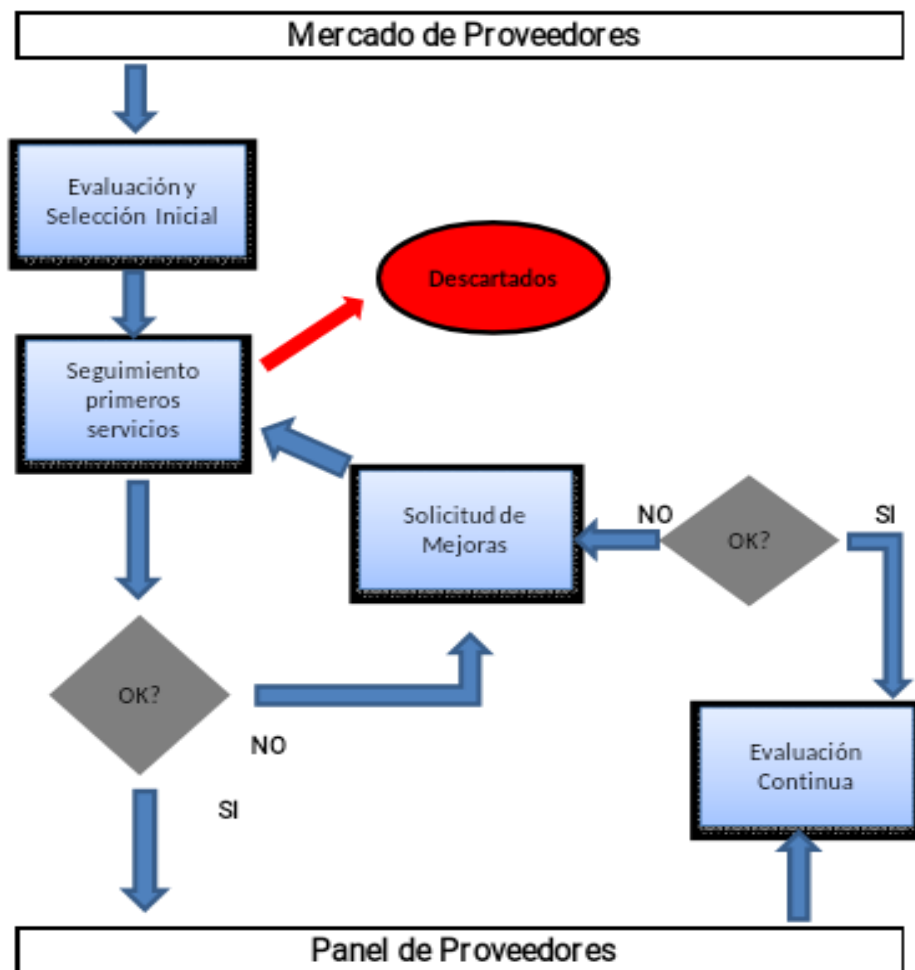 Mercado de Proveedores
Evaluación y
Selección Inicial
Descartados
Seguimiento
primeros
servicios
Solicitud de
Mejoras
NO
OK?
SI
OK?
NO
SI
Evaluación
Continua
Panel de Proveedores